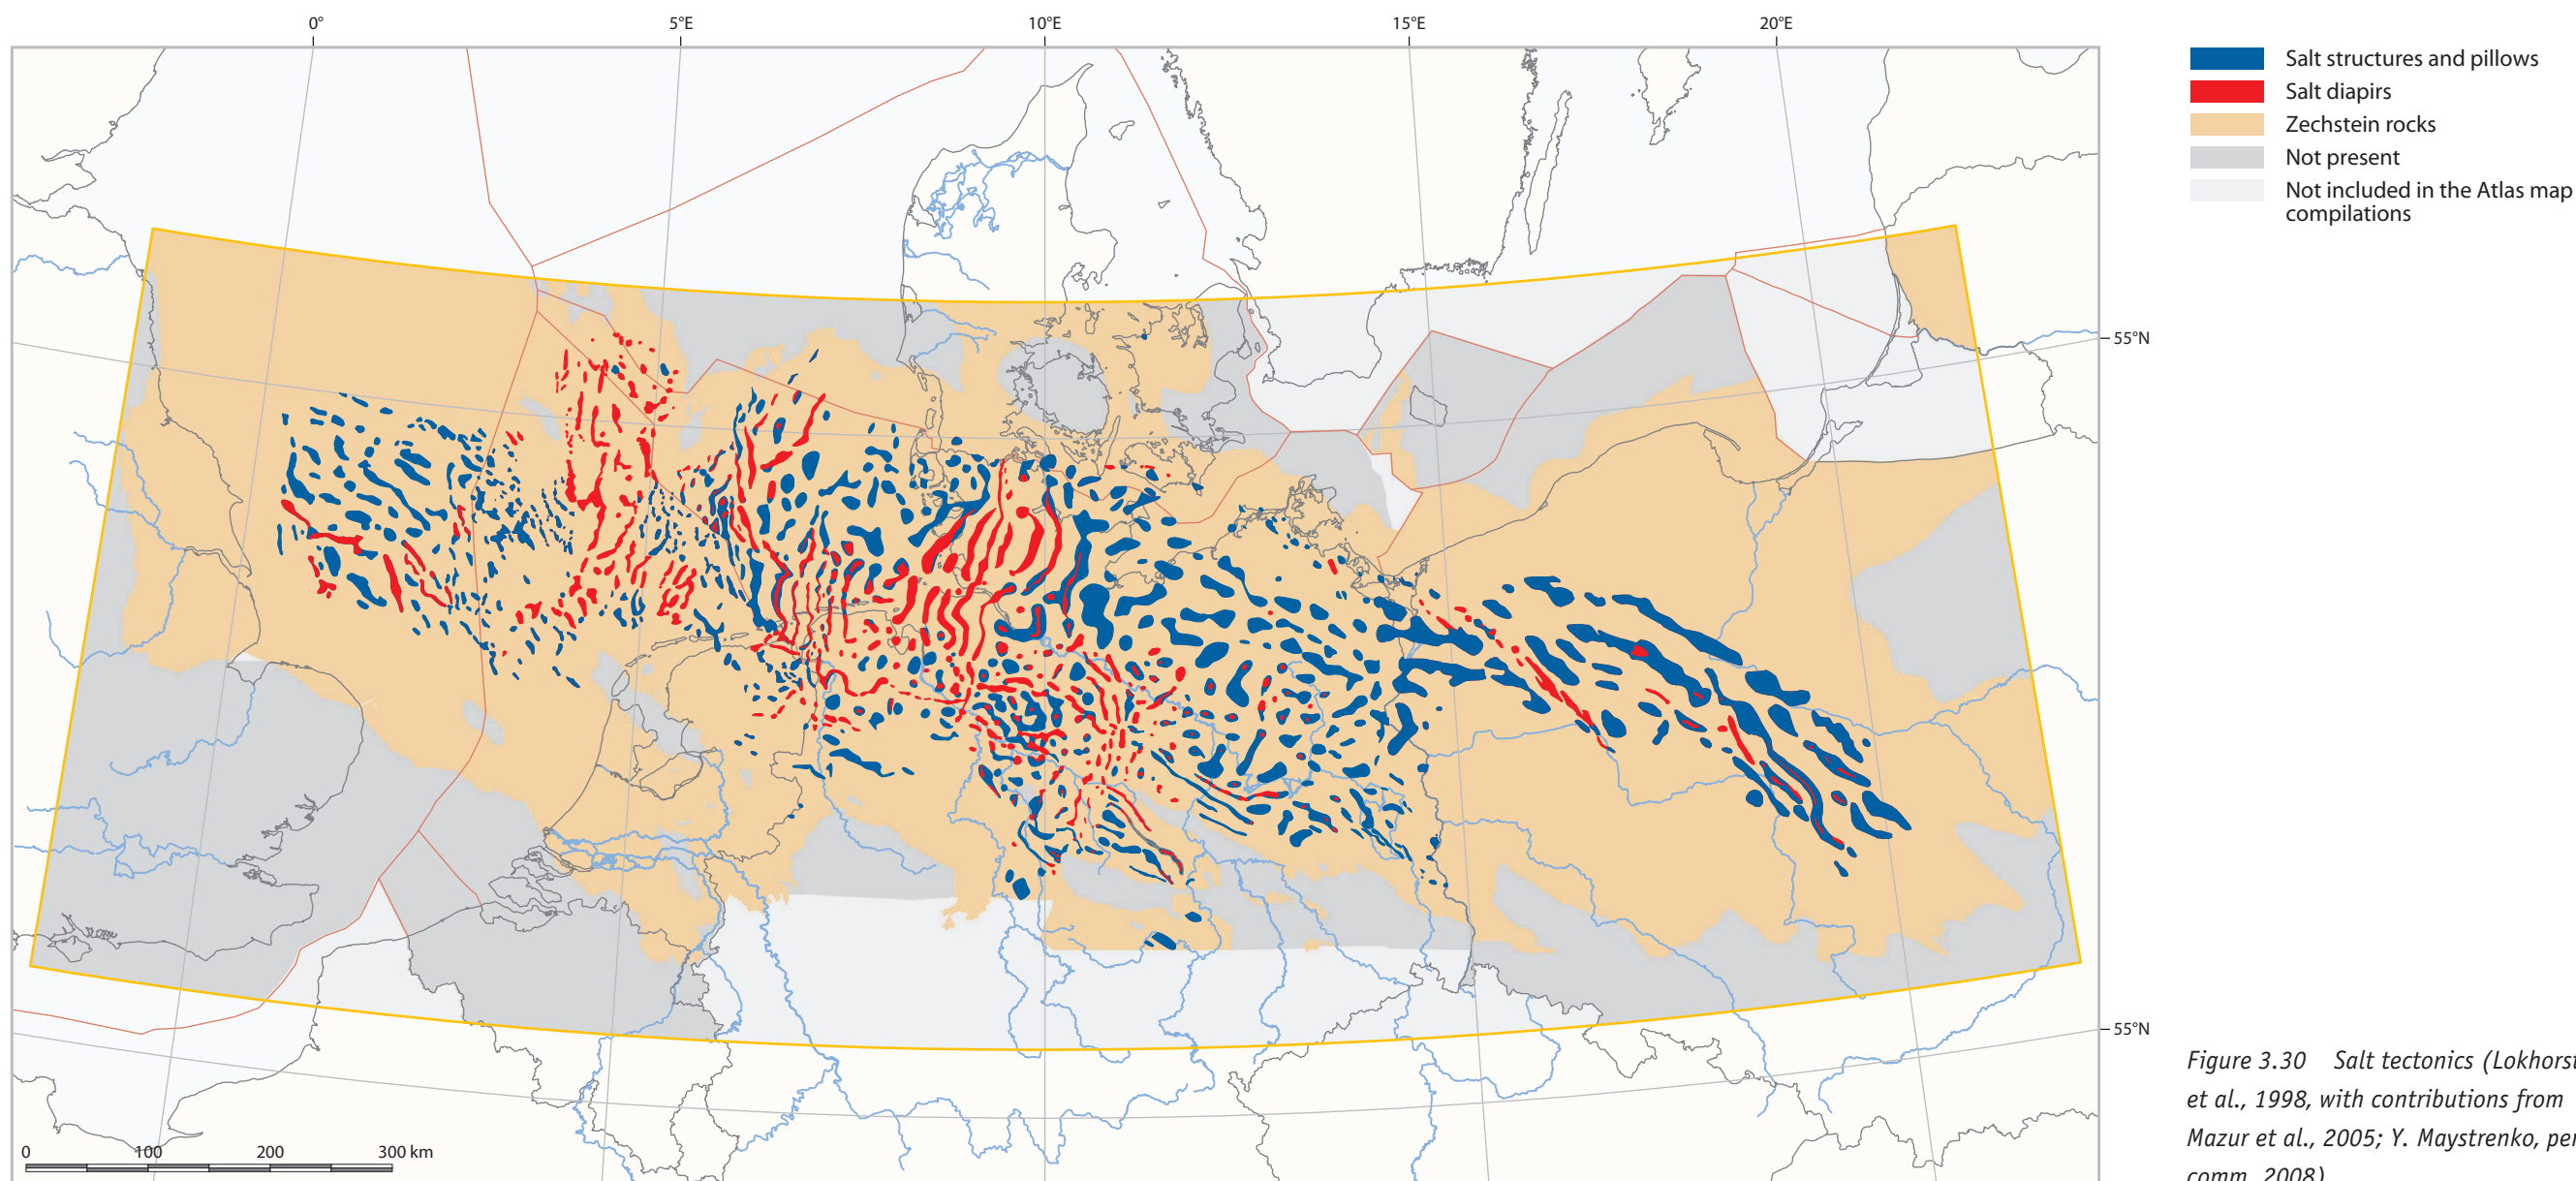 0° 5°E 10°E 15°E 20°E
Salt structures and pillows
Salt diapirs
Zechstein rocks
Not present
Not included in the Atlas map
compilations
55°N
55°N
Figure 3.30 Salt tectonics (Lokhorst
et al., 1998, with contributions from
Mazur et al., 2005; Y. Maystrenko, per
comm. 2008)
0 100 200 300 km